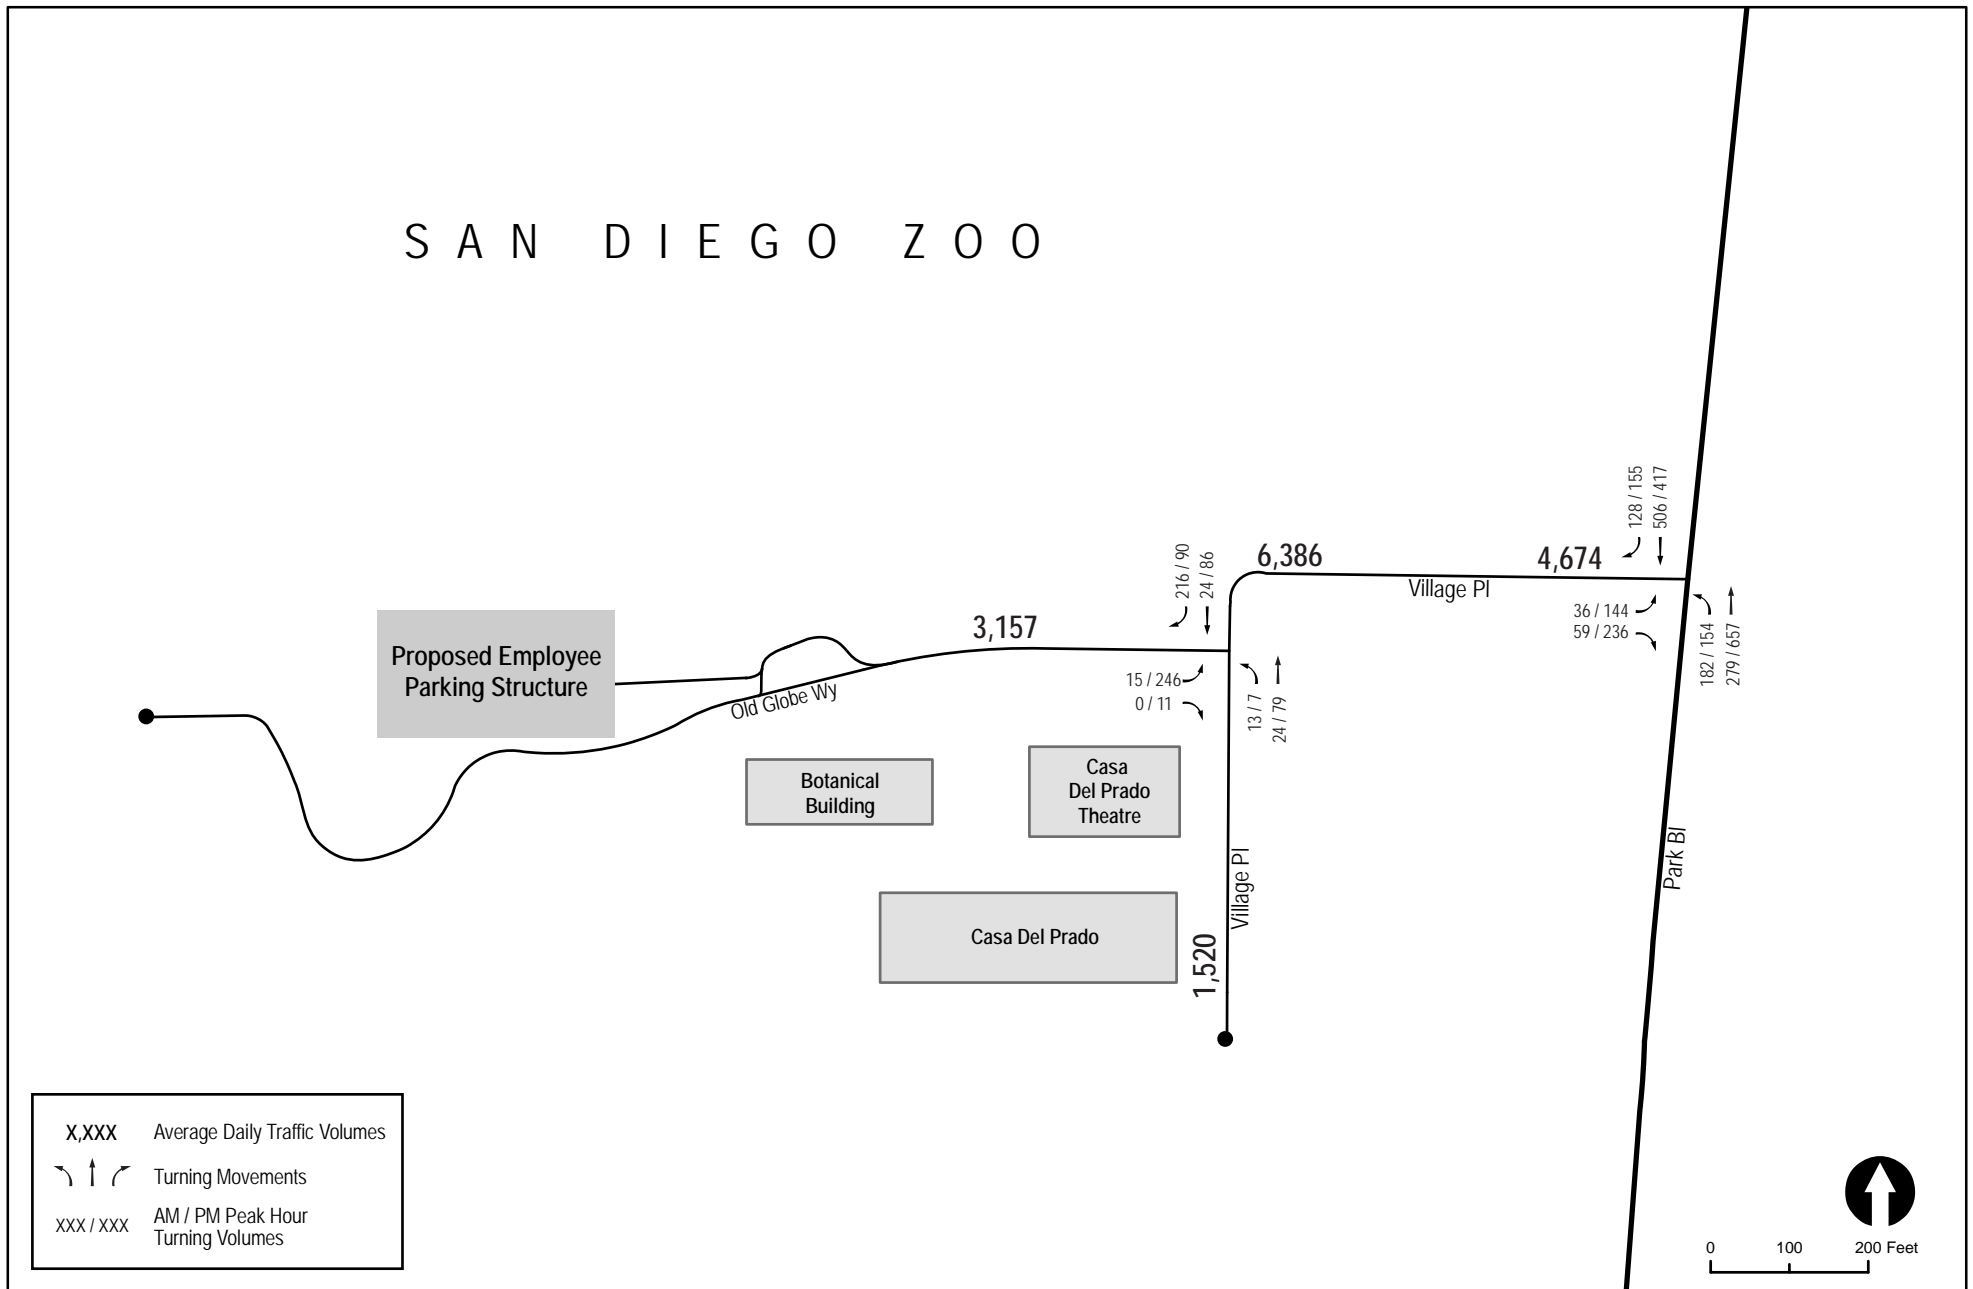 SAN DIEGO ZOO
128 / 155
506 / 417
216 / 90
24 / 86
6,386
4,674
Village Pl
36 / 144
59 / 236
182 / 154
279 / 657
3,157
Proposed Employee
Parking Structure
Old Globe Wy
15 / 246
0 / 11
13 / 7
24 / 79
Botanical
Building
Casa
Del Prado
Theatre
Village Pl
Park Bl
Casa Del Prado
1,520
X,XXX Average Daily Traffic Volumes
Turning Movements
XXX / XXX AM / PM Peak Hour
Turning Volumes
0 100 200 Feet